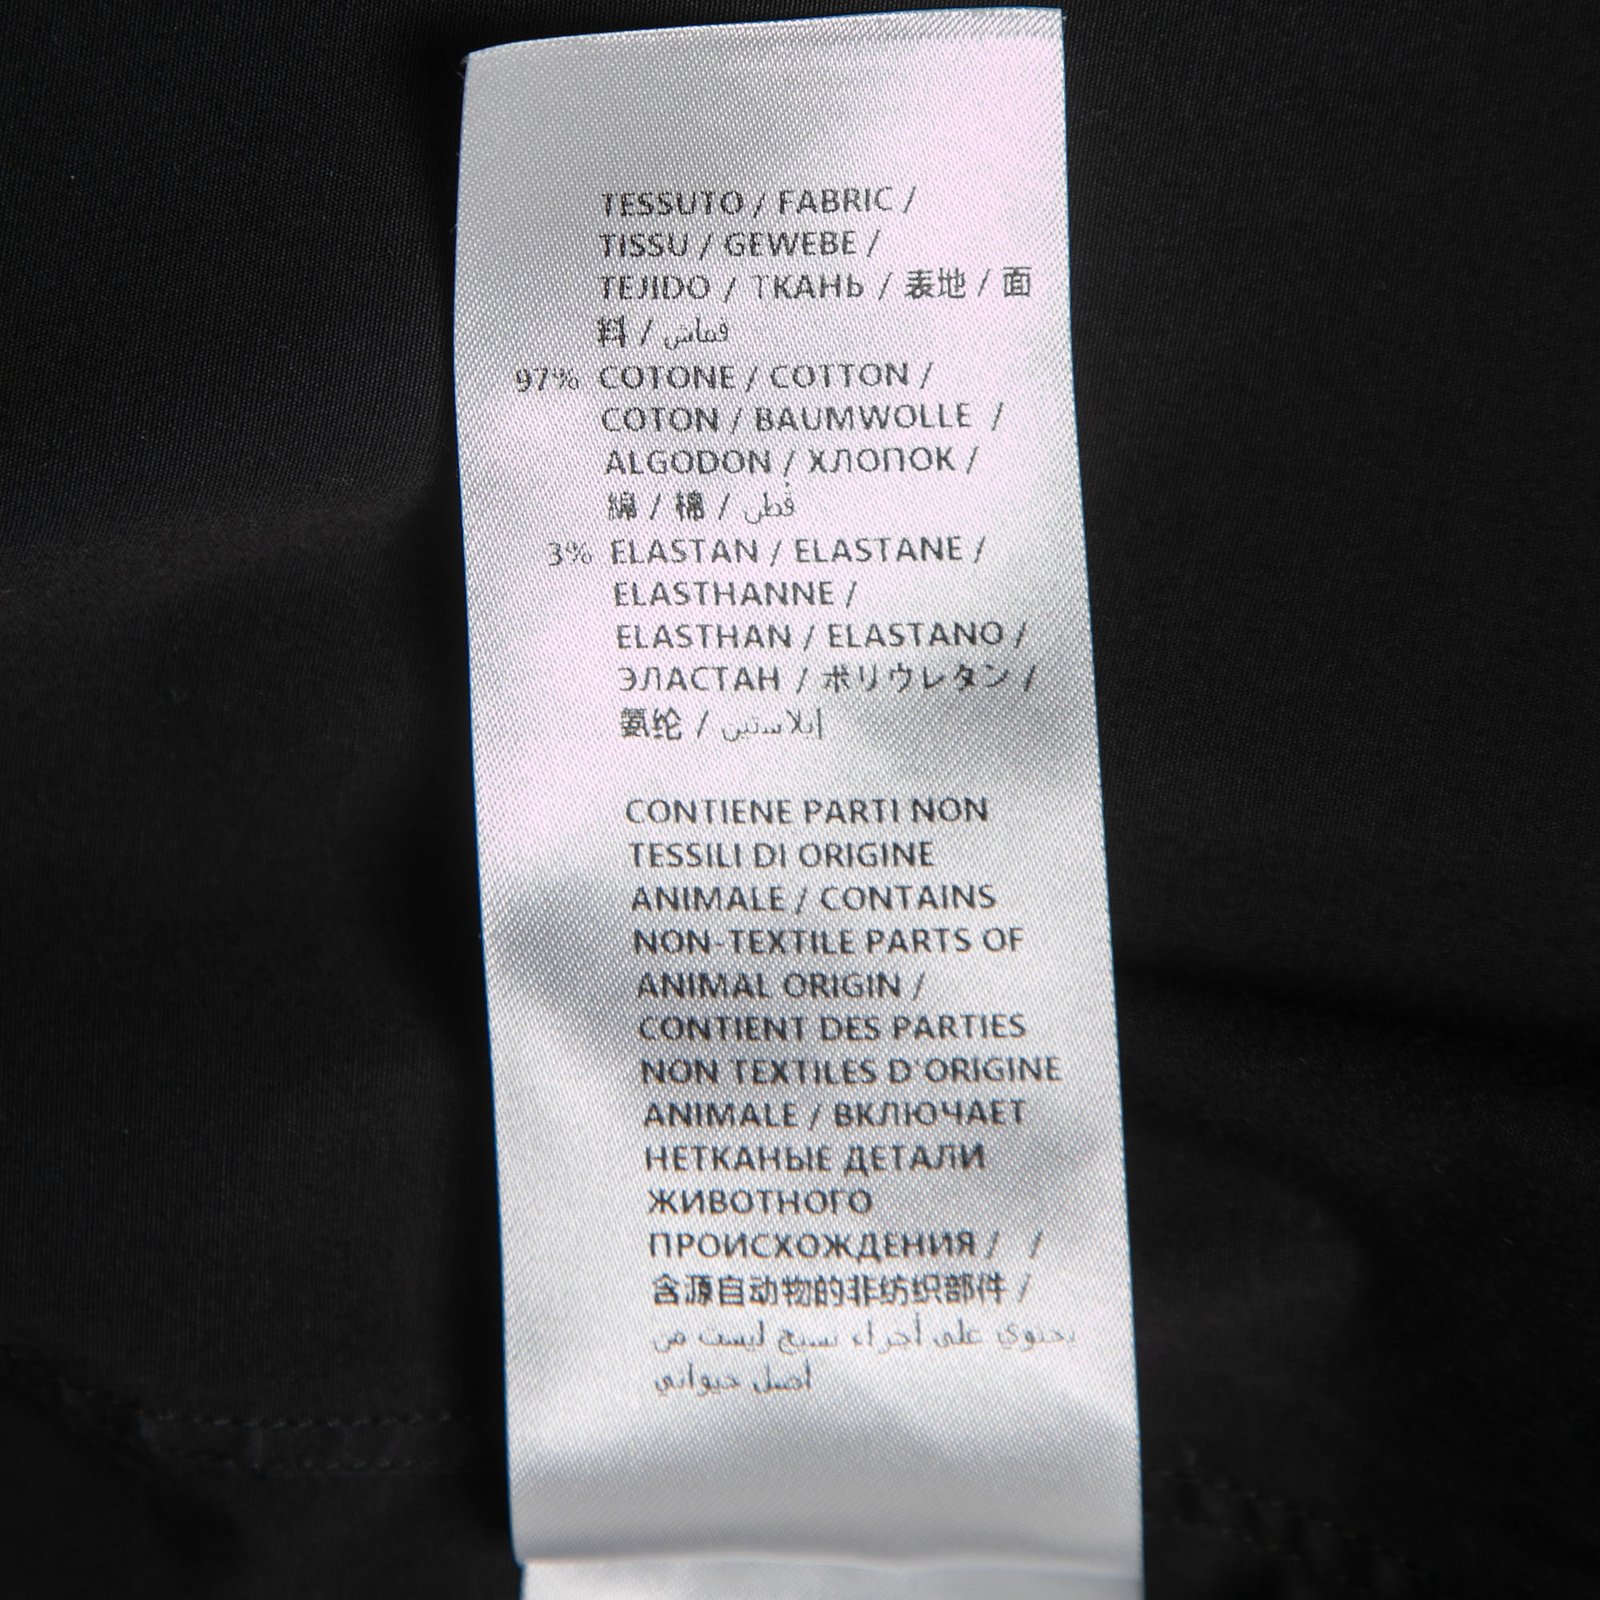 TESSUTO / FABRIC /
TISSU / GEWEBE /
TEJIDO / ТКАНЬ / 表地 / 面
料 / قماش
97% COTONE / COTTON /
COTON / BAUMWOLLE /
ALGODON / ХЛОПОК /
綿 / 棉 / قطن
3% ELASTAN / ELASTANE /
ELASTHANNE /
ELASTHAN / ELASTANO /
ЭЛАСТАН / ポリウレタン /
氨纶 / إيلاستين
CONTIENE PARTI NON
TESSILI DI ORIGINE
ANIMALE / CONTAINS
NON-TEXTILE PARTS OF
ANIMAL ORIGIN /
CONTIENT DES PARTIES
NON TEXTILES D'ORIGINE
ANIMALE / ВКЛЮЧАЕТ
НЕТКАНЫЕ ДЕТАЛИ
ЖИВОТНОГО
ПРОИСХОЖДЕНИЯ / /
含源自动物的非纺织部件 /
يحتوي على أجزاء نسيج ليست من
أصل حيواني